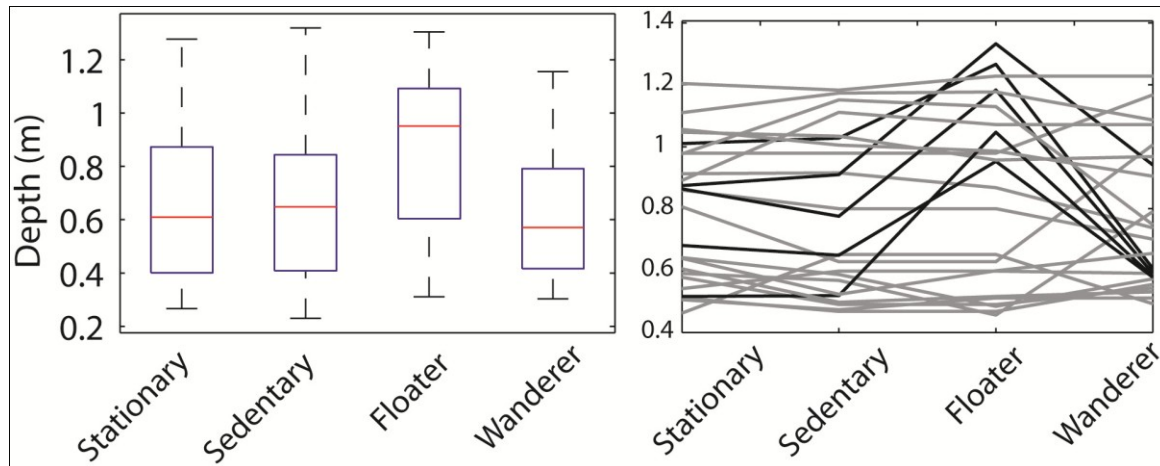 Depth (m)
1.2
1
0.8
0.6
0.4
0.2
Stationary
Sedentary
Floater
Wanderer
1.4
1.2
1
0.8
0.6
0.4
Stationary
Sedentary
Floater
Wanderer